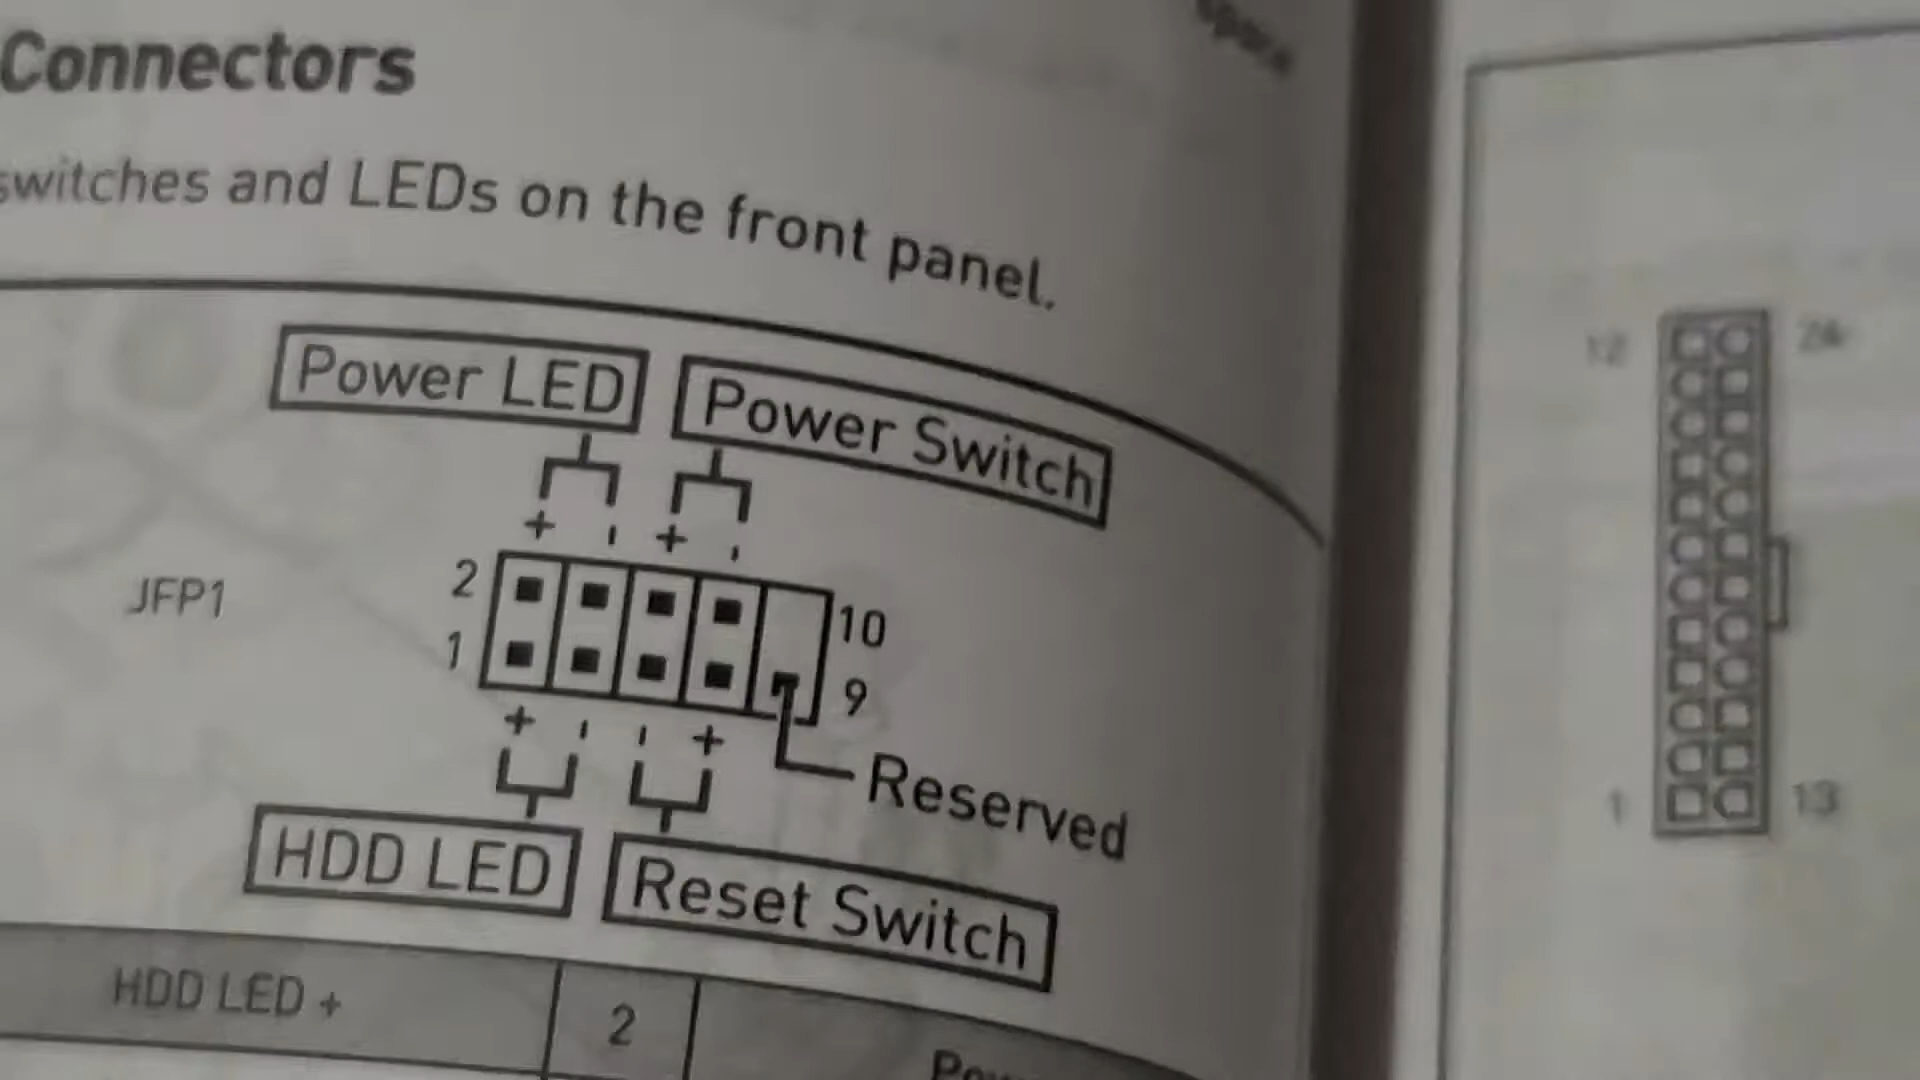 Connectors
switches and LEDs on the front panel.
Power LED
Power Switch
+ - + -
2
10
JFP1
1
9
+ - - +
Reserved
HDD LED
Reset Switch
HDD LED +
2
12
24
1
13